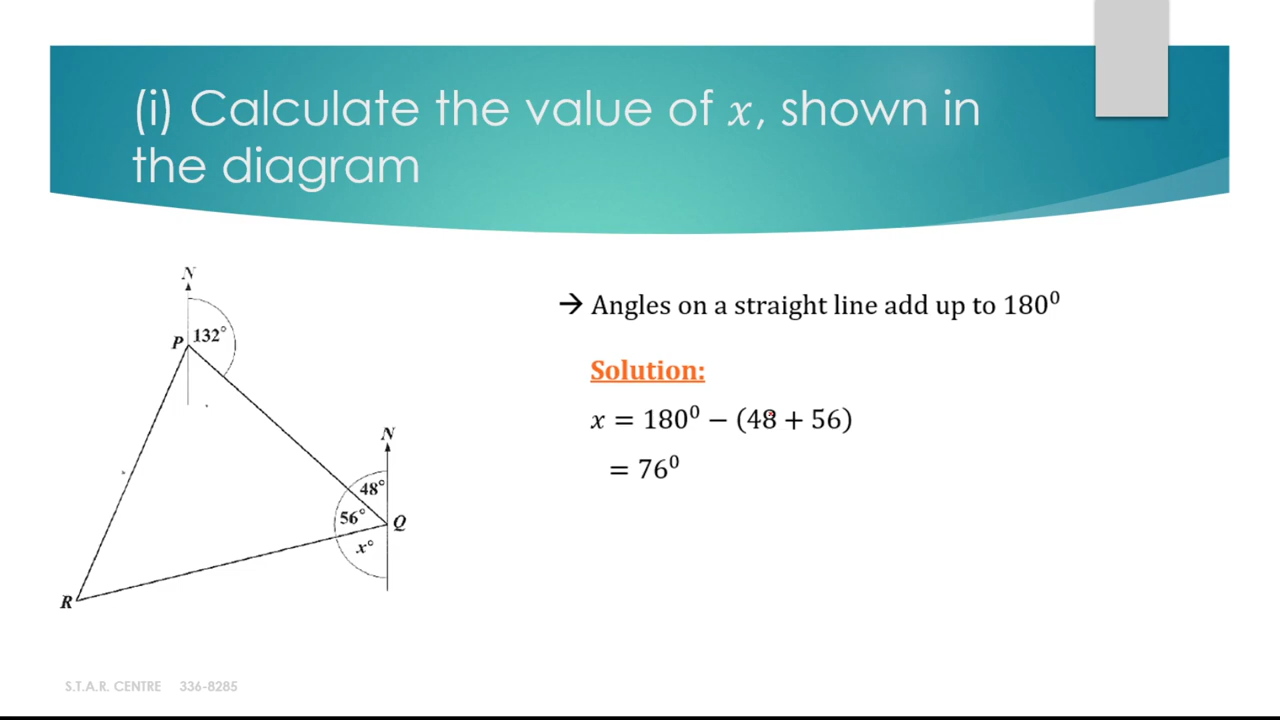 (i) Calculate the value of 𝑥, shown in
the diagram
N
P 132°
N
48°
56° Q
x°
R
→ Angles on a straight line add up to 180⁰
Solution:
𝑥 = 180⁰ − (48 + 56)
= 76⁰
S.T.A.R. CENTRE 336-8285